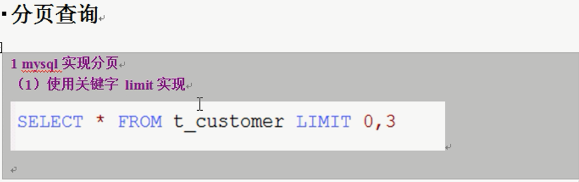 分页查询
1 mysql 实现分页
（1）使用关键字 limit 实现
SELECT * FROM t_customer LIMIT 0,3